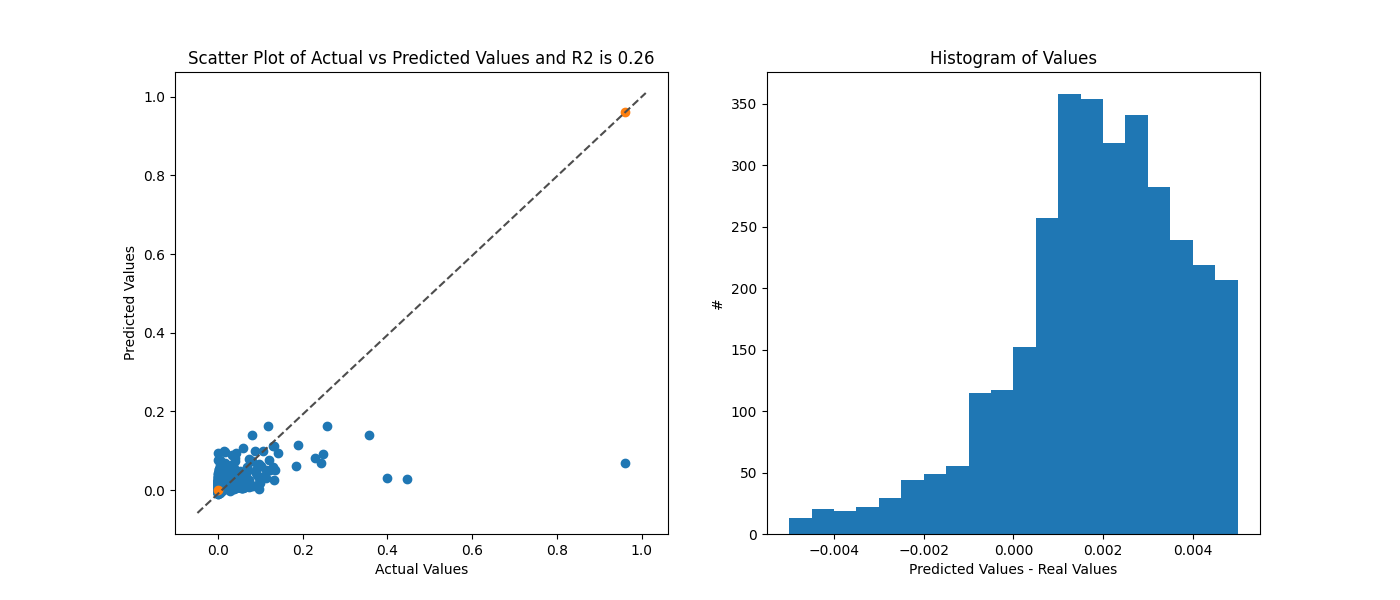 Scatter Plot of Actual vs Predicted Values and R2 is 0.26
1.0
0.8
0.6
0.4
0.2
0.0
Predicted Values
0.0 0.2 0.4 0.6 0.8 1.0
Actual Values
Histogram of Values
350
300
250
200
150
100
50
0
#
−0.004 −0.002 0.000 0.002 0.004
Predicted Values - Real Values